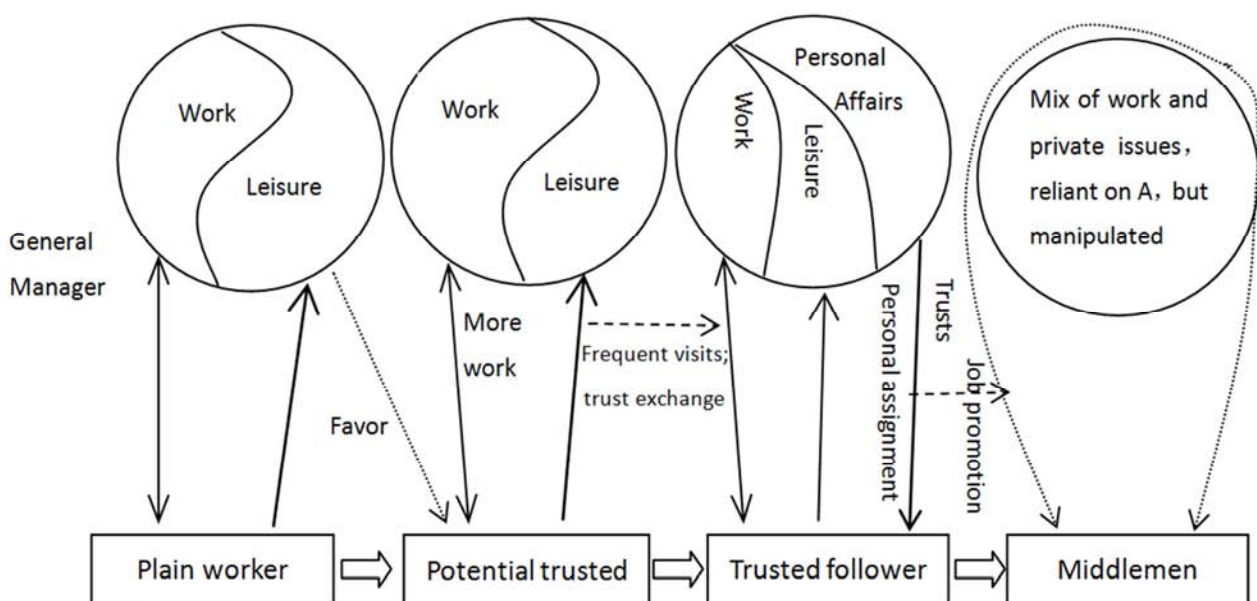 General
Manager
Work
Leisure
Work
Leisure
Work
Leisure
Personal
Affairs
Mix of work and
private issues,
reliant on A, but
manipulated
Favor
More
work
Frequent visits;
trust exchange
Personal assignment
Trusts
Job promotion
Plain worker
Potential trusted
Trusted follower
Middlemen